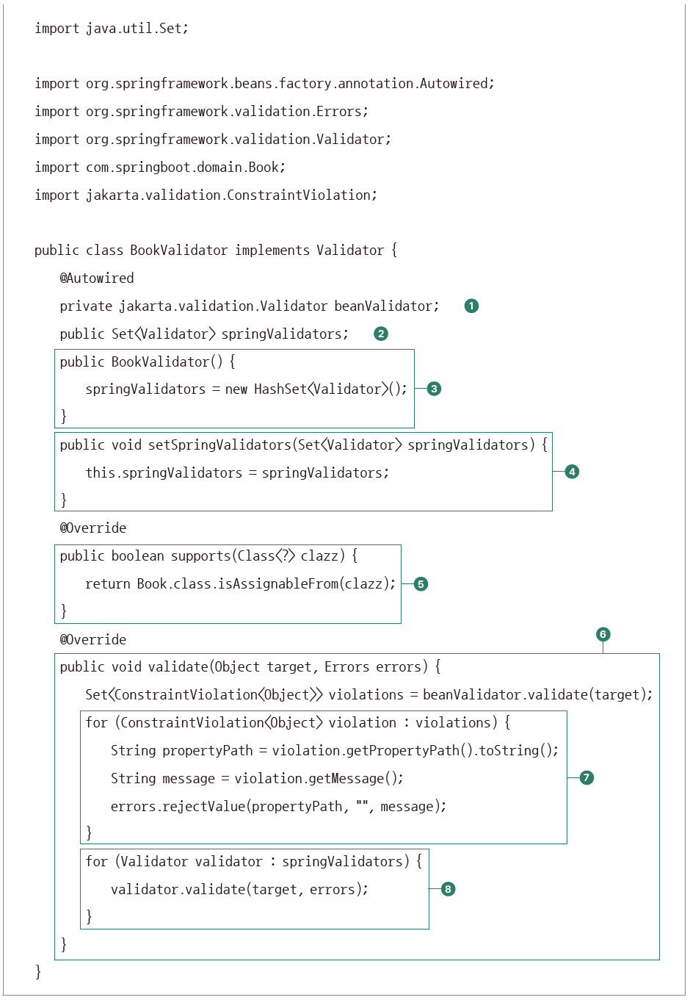 import java.util.Set;
import org.springframework.beans.factory.annotation.Autowired;
import org.springframework.validation.Errors;
import org.springframework.validation.Validator;
import com.springboot.domain.Book;
import jakarta.validation.ConstraintViolation;
public class BookValidator implements Validator {
@Autowired
private jakarta.validation.Validator beanValidator; 1
public Set<Validator> springValidators; 2
public BookValidator() {
springValidators = new HashSet<Validator>(); 3
}
public void setSpringValidators(Set<Validator> springValidators) {
this.springValidators = springValidators; 4
}
@Override
public boolean supports(Class<?> clazz) {
return Book.class.isAssignableFrom(clazz); 5
}
@Override 6
public void validate(Object target, Errors errors) {
Set<ConstraintViolation<Object>> violations = beanValidator.validate(target);
for (ConstraintViolation<Object> violation : violations) {
String propertyPath = violation.getPropertyPath().toString();
String message = violation.getMessage(); 7
errors.rejectValue(propertyPath, "", message);
}
for (Validator validator : springValidators) {
validator.validate(target, errors); 8
}
}
}